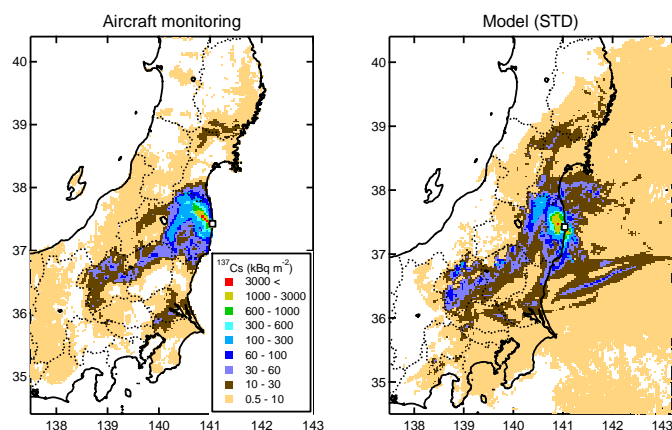 Aircraft monitoring
Model (STD)
40
39
38
37
36
35
138
139
140
141
142
143
137Cs (kBq m-2)
3000 <
1000 - 3000
600 - 1000
300 - 600
100 - 300
60 - 100
30 - 60
10 - 30
0.5 - 10
40
39
38
37
36
35
138
139
140
141
142
143